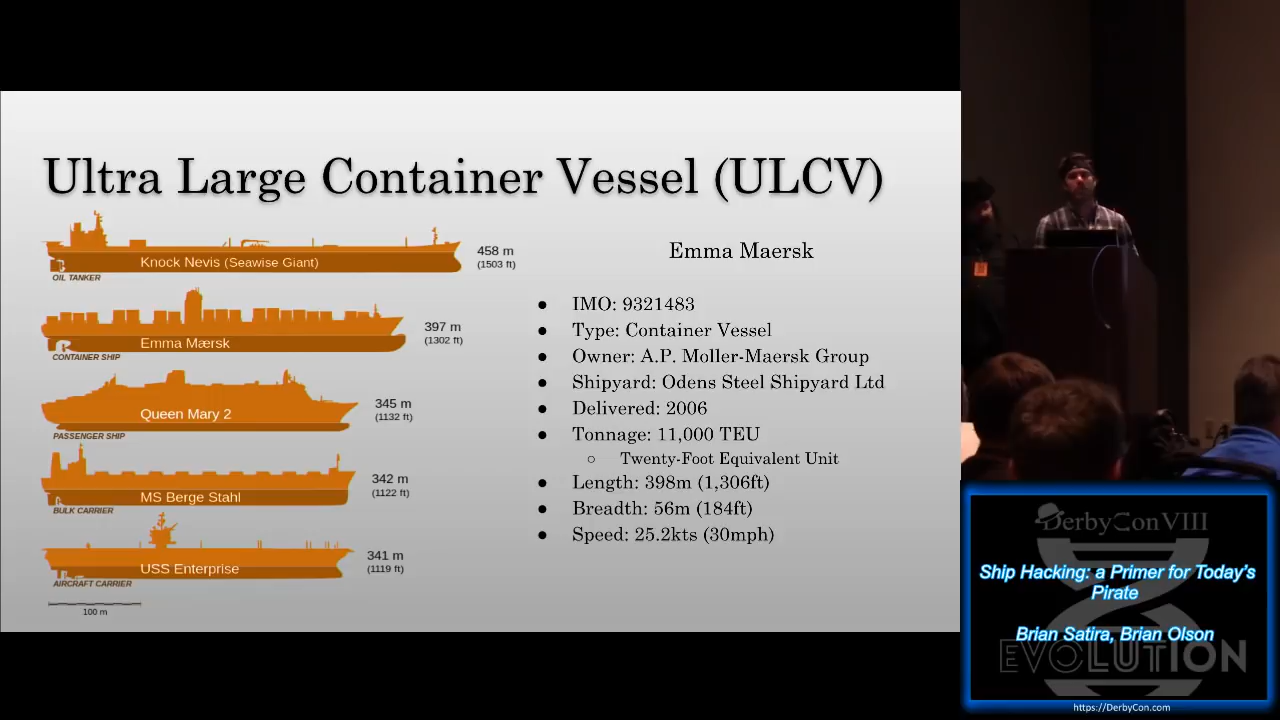 Ultra Large Container Vessel (ULCV)
Knock Nevis (Seawise Giant)
458 m
(1503 ft)
OIL TANKER
Emma Mærsk
397 m
(1302 ft)
CONTAINER SHIP
Queen Mary 2
345 m
(1132 ft)
PASSENGER SHIP
MS Berge Stahl
342 m
(1122 ft)
BULK CARRIER
USS Enterprise
341 m
(1119 ft)
AIRCRAFT CARRIER
100 m
Emma Maersk
● IMO: 9321483
● Type: Container Vessel
● Owner: A.P. Moller-Maersk Group
● Shipyard: Odens Steel Shipyard Ltd
● Delivered: 2006
● Tonnage: 11,000 TEU
○ Twenty-Foot Equivalent Unit
● Length: 398m (1,306ft)
● Breadth: 56m (184ft)
● Speed: 25.2kts (30mph)
DerbyCon VIII
Ship Hacking: a Primer for Today's
Pirate
Brian Satira, Brian Olson
EVOLUTION
https://DerbyCon.com